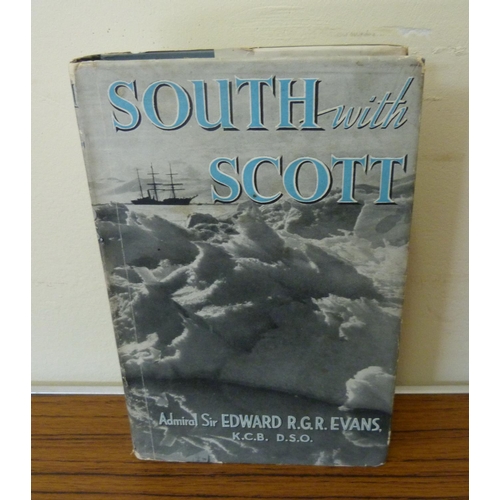 SOUTH with
SCOTT
Admiral Sir EDWARD R.G.R. EVANS,
K.C.B. D.S.O.